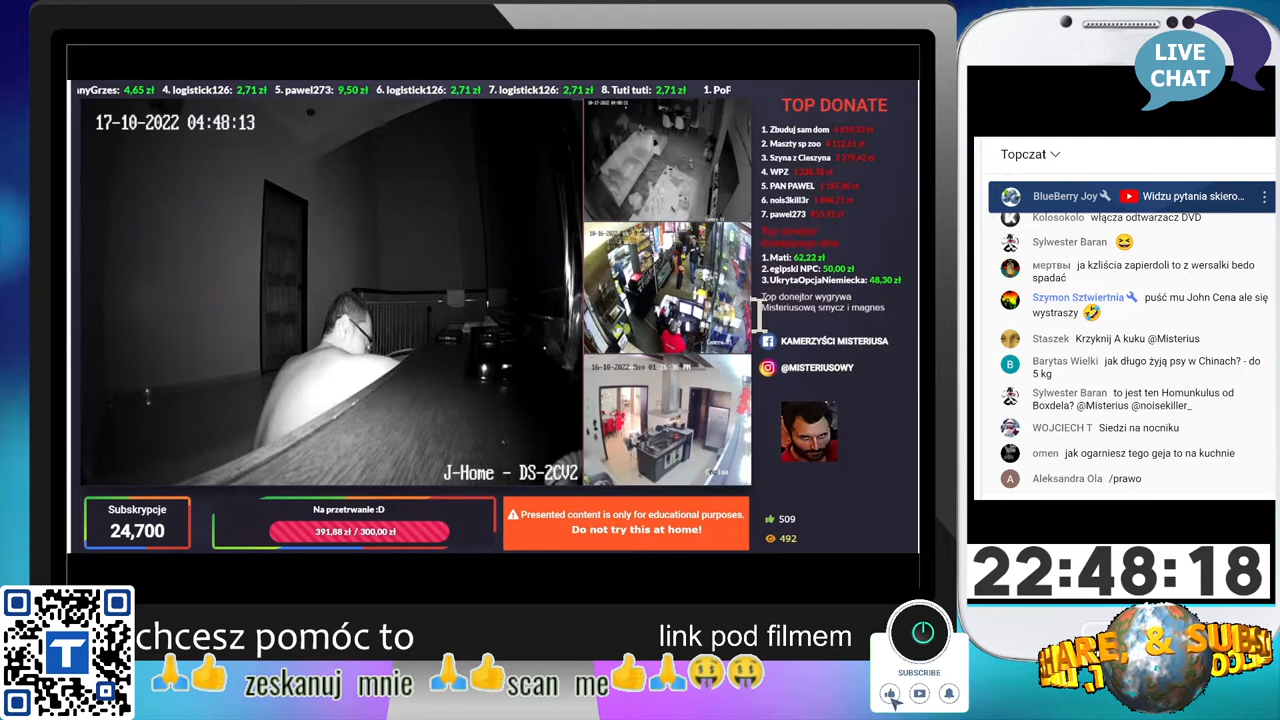 LIVE
CHAT
4,65 zł 4. logistick126: 2,71 zł 5. pawel273: 9,50 zł 6. logistick126: 2,71 zł 7. logistick126: 2,71 zł 8. Tuti tuti: 2,71 zł 1. PoF
17-10-2022 04:48:13
J-Home - DS-2CV2
TOP DONATE
1. Zbuduj sam dom
2. Maszty sp zoo
3. Szyna z Cieszyna
4. WPZ
5. PAN PAWEŁ
6. nois3kill3r
7. pawel273
1.Mati: 62,22 zł
2.egipski NPC: 50,00 zł
3.UkrytaOpcjaNiemiecka: 48,30 zł
Top donejtor wygrywa
Misteriusową smycz i magnes
KAMERZYŚCI MISTERIUSA
@MISTERIUSOWY
509
492
Subskrypcje
24,700
Na przetrwanie :D
391,88 zł / 300,00 zł
Presented content is only for educational purposes.
Do not try this at home!
Topczat
BlueBerry Joy Widzu pytania skiero...
Kolosokolo włącza odtwarzacz DVD
Sylwester Baran
мертвы ja kzliścia zapierdoli to z wersalki bedo
spadać
Szymon Sztwiertnia puść mu John Cena ale się
wystraszy
Staszek Krzyknij A kuku @Misterius
Barytas Wielki jak długo żyją psy w Chinach? - do
5 kg
Sylwester Baran to jest ten Homunkulus od
Boxdela? @Misterius @noisekiller_
WOJCIECH T Siedzi na nocniku
omen jak ogarniesz tego geja to na kuchnie
Aleksandra Ola /prawo
22:48:18
chcesz pomóc to
link pod filmem
zeskanuj mnie
scan me
SUBSCRIBE